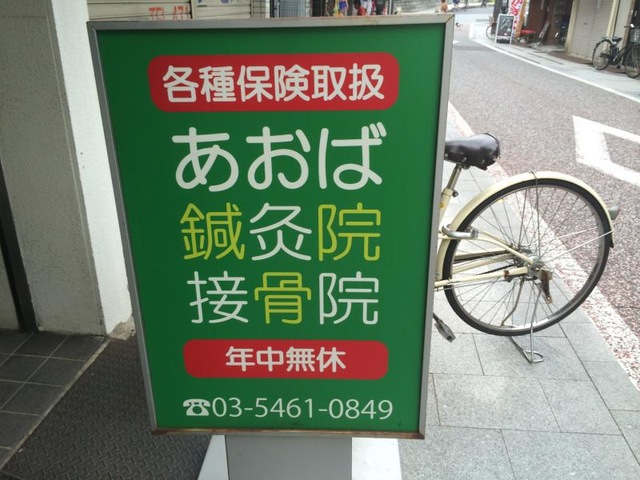 各種保険取扱
あおば
鍼灸院
接骨院
年中無休
☎03-5461-0849